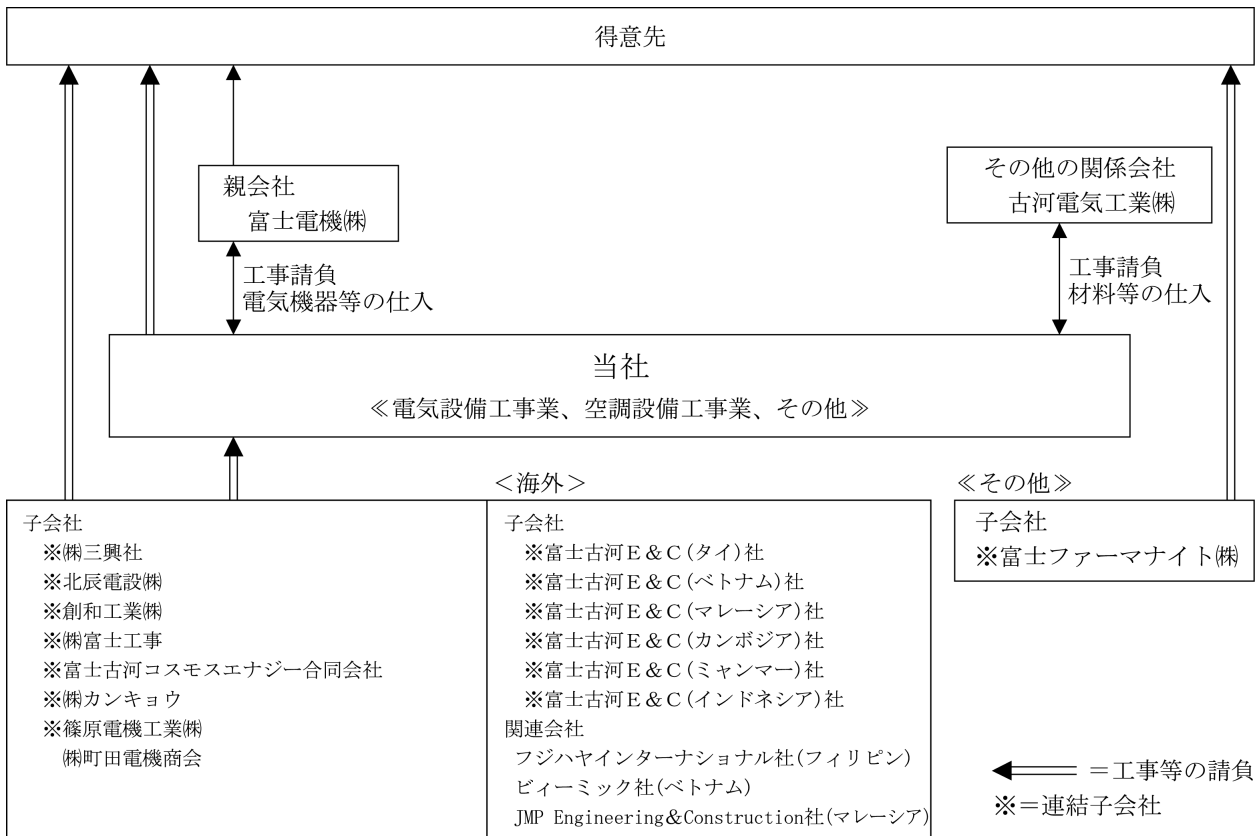 得意先
親会社
富士電機㈱
その他の関係会社
古河電気工業㈱
工事請負
電気機器等の仕入
工事請負
材料等の仕入
当社
≪電気設備工事業、空調設備工事業、その他≫
＜海外＞
≪その他≫
子会社
※㈱三興社
※北辰電設㈱
※創和工業㈱
※㈱富士工事
※富士古河コスモスエナジー合同会社
※㈱カンキョウ
※篠原電機工業㈱
㈱町田電機商会
子会社
※富士古河Ｅ＆Ｃ(タイ)社
※富士古河Ｅ＆Ｃ(ベトナム)社
※富士古河Ｅ＆Ｃ(マレーシア)社
※富士古河Ｅ＆Ｃ(カンボジア)社
※富士古河Ｅ＆Ｃ(ミャンマー)社
※富士古河Ｅ＆Ｃ(インドネシア)社
関連会社
フジハヤインターナショナル社(フィリピン)
ビィーミック社(ベトナム)
JMP Engineering＆Construction社(マレーシア)
子会社
※富士ファーマナイト㈱
＝工事等の請負
※＝連結子会社